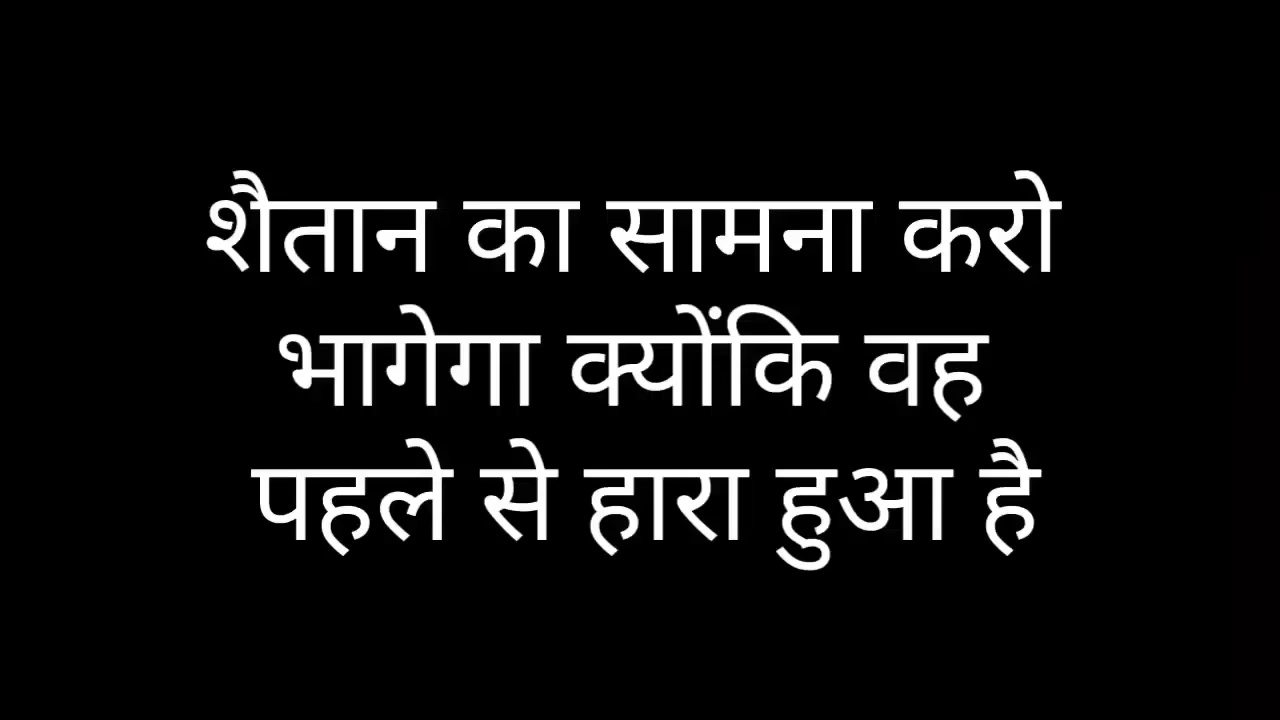 शैतान का सामना करो
भागेगा क्योंकि वह
पहले से हारा हुआ है